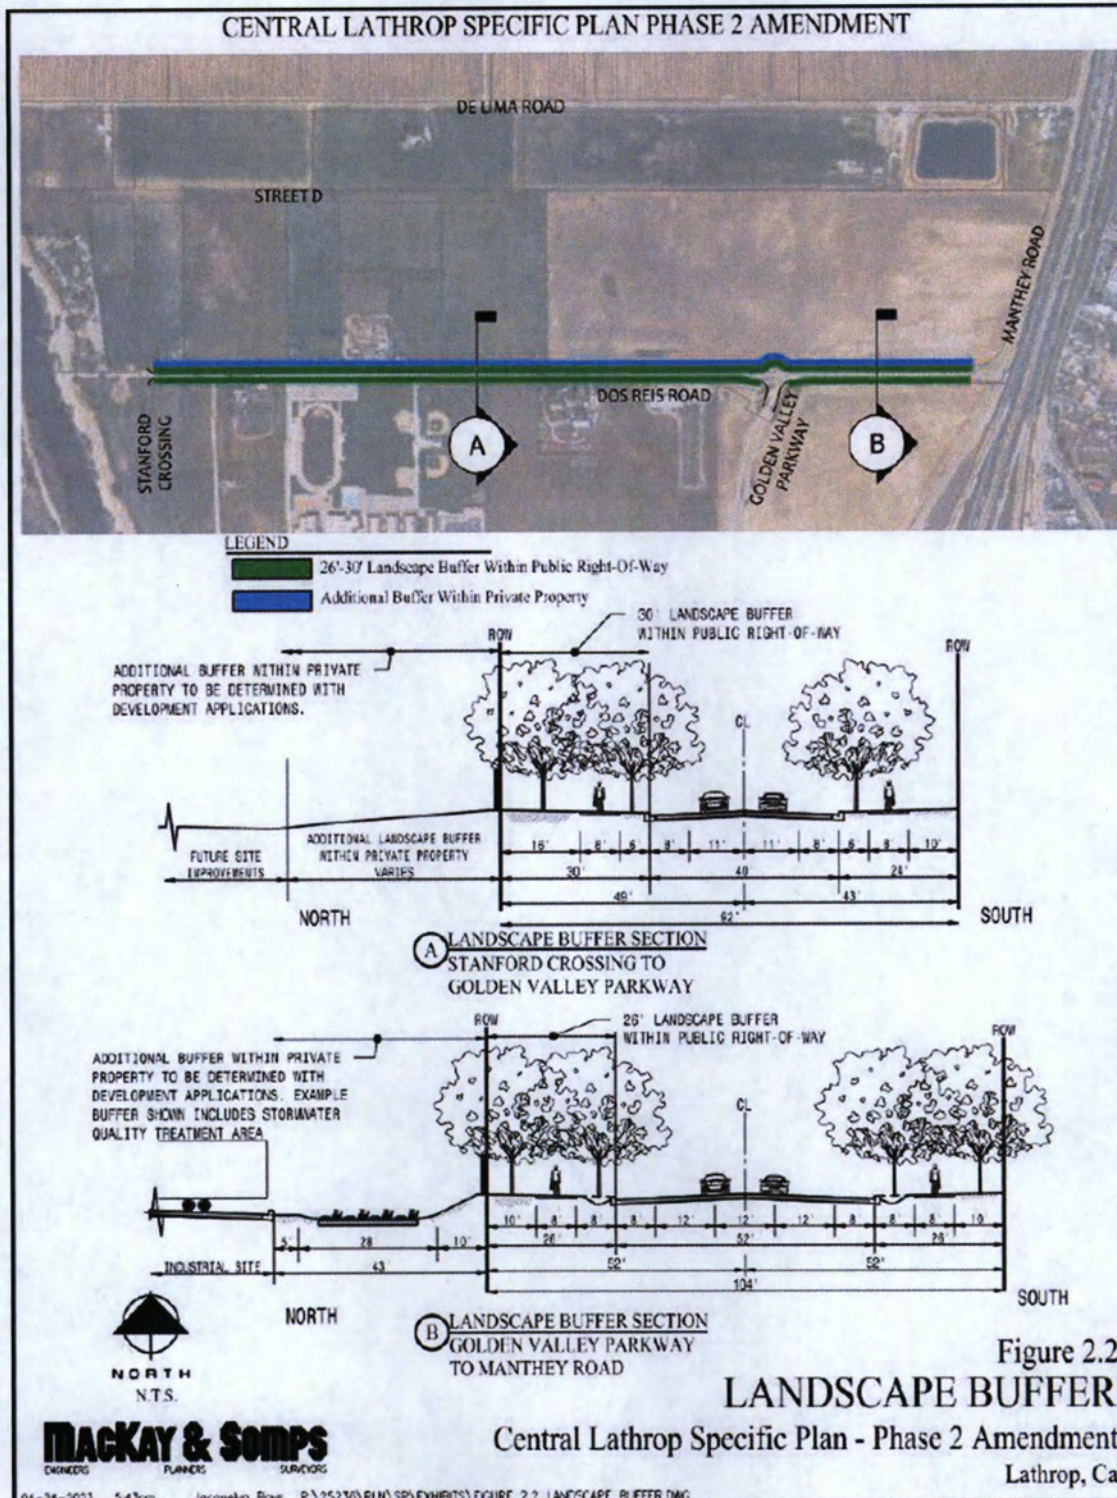 CENTRAL LATHROP SPECIFIC PLAN PHASE 2 AMENDMENT
DE LIMA ROAD
STREET D
MANTHEY ROAD
DOS REIS ROAD
STANFORD
CROSSING
A
GOLDEN VALLEY
PARKWAY
B
LEGEND
26'-30' Landscape Buffer Within Public Right-Of-Way
Additional Buffer Within Private Property
30' LANDSCAPE BUFFER
WITHIN PUBLIC RIGHT-OF-WAY
ROW
ROW
ADDITIONAL BUFFER WITHIN PRIVATE
PROPERTY TO BE DETERMINED WITH
DEVELOPMENT APPLICATIONS.
CL
ADDITIONAL LANDSCAPE BUFFER
WITHIN PRIVATE PROPERTY
VARIES
FUTURE SITE
IMPROVEMENTS
16' 8' 6' 8' 11' 11' 8' 6' 8' 10'
30' 40'
49' 43'
92'
NORTH
SOUTH
A LANDSCAPE BUFFER SECTION
STANFORD CROSSING TO
GOLDEN VALLEY PARKWAY
26' LANDSCAPE BUFFER
WITHIN PUBLIC RIGHT-OF-WAY
ROW
ROW
ADDITIONAL BUFFER WITHIN PRIVATE
PROPERTY TO BE DETERMINED WITH
DEVELOPMENT APPLICATIONS. EXAMPLE
BUFFER SHOWN INCLUDES STORMWATER
QUALITY TREATMENT AREA
CL
10' 8' 8' 8' 12' 12' 12' 8' 8' 8' 10'
5' 28 10' 26' 52' 26'
INDUSTRIAL SITE 43' 52' 52'
104'
NORTH
SOUTH
B LANDSCAPE BUFFER SECTION
GOLDEN VALLEY PARKWAY
TO MANTHEY ROAD
NORTH
N.T.S.
Figure 2.2
LANDSCAPE BUFFER
Central Lathrop Specific Plan - Phase 2 Amendment
Lathrop, Ca
MACKAY & SOMPS
ENGINEERS PLANNERS SURVEYORS